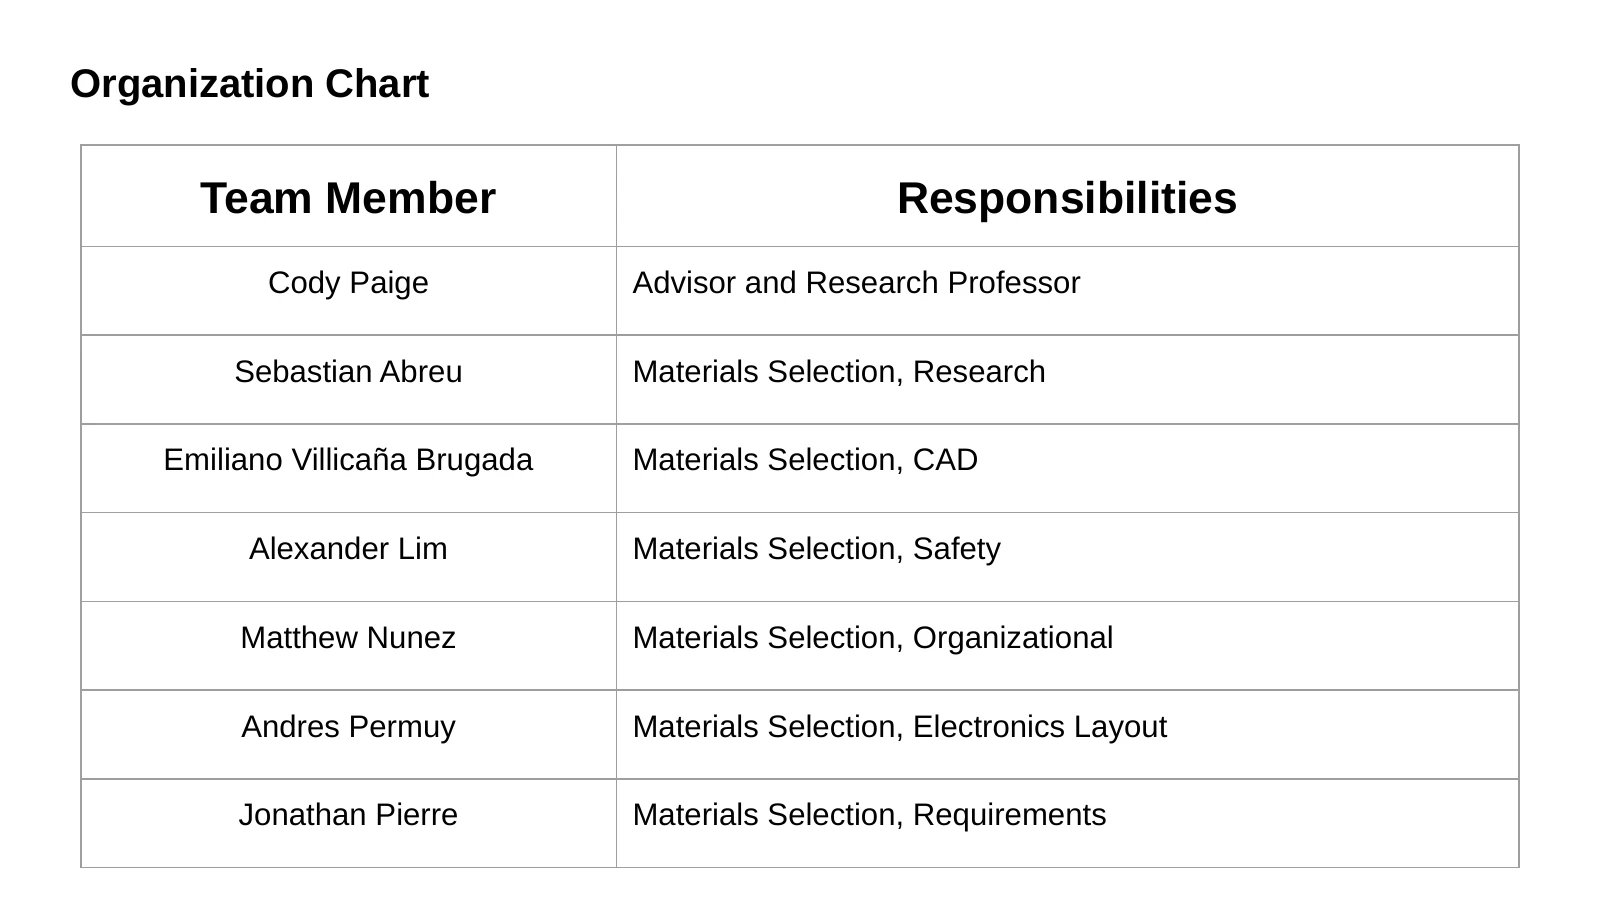 Organization Chart
Team Member Responsibilities
Cody Paige Advisor and Research Professor
Sebastian Abreu Materials Selection, Research
Emiliano Villicaña Brugada Materials Selection, CAD
Alexander Lim Materials Selection, Safety
Matthew Nunez Materials Selection, Organizational
Andres Permuy Materials Selection, Electronics Layout
Jonathan Pierre Materials Selection, Requirements